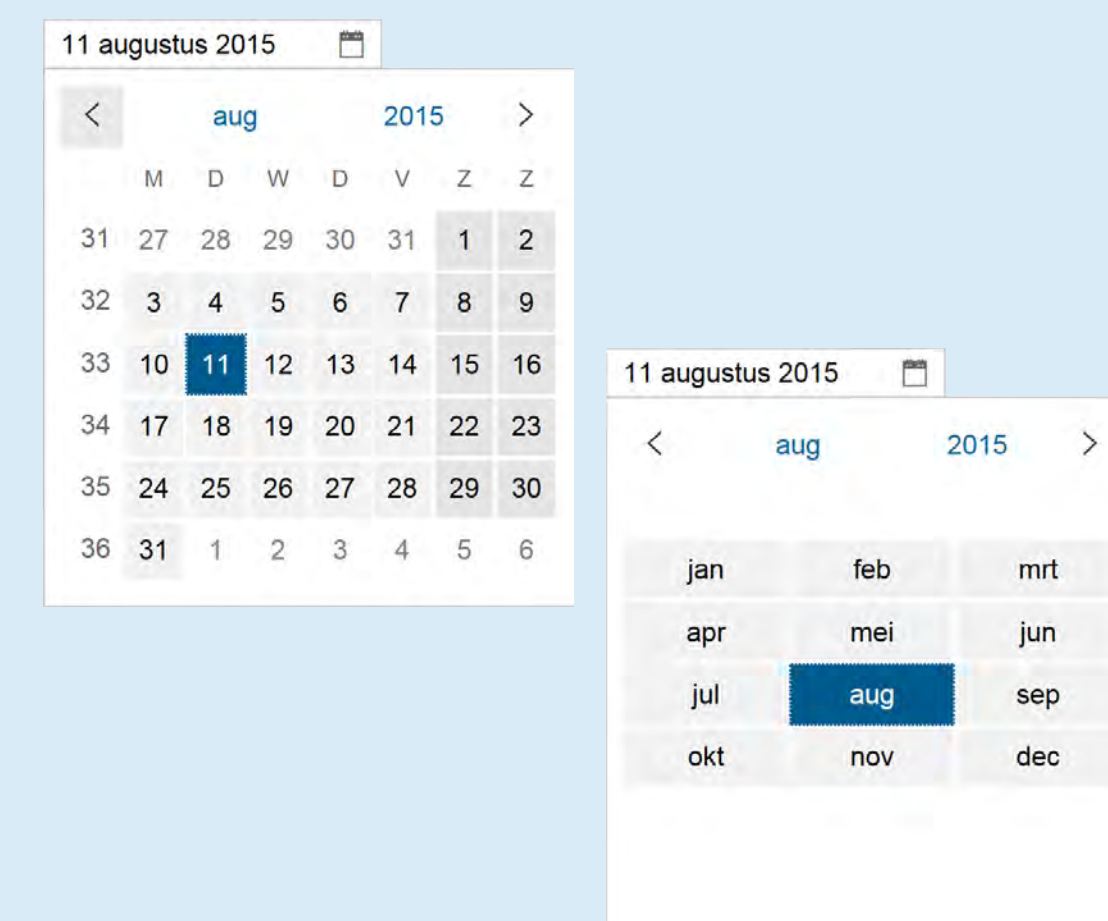 11 augustus 2015
< aug 2015 >
M D W D V Z Z
31 27 28 29 30 31 1 2
32 3 4 5 6 7 8 9
33 10 11 12 13 14 15 16
34 17 18 19 20 21 22 23
35 24 25 26 27 28 29 30
36 31 1 2 3 4 5 6
11 augustus 2015
< aug 2015 >
jan feb mrt
apr mei jun
jul aug sep
okt nov dec